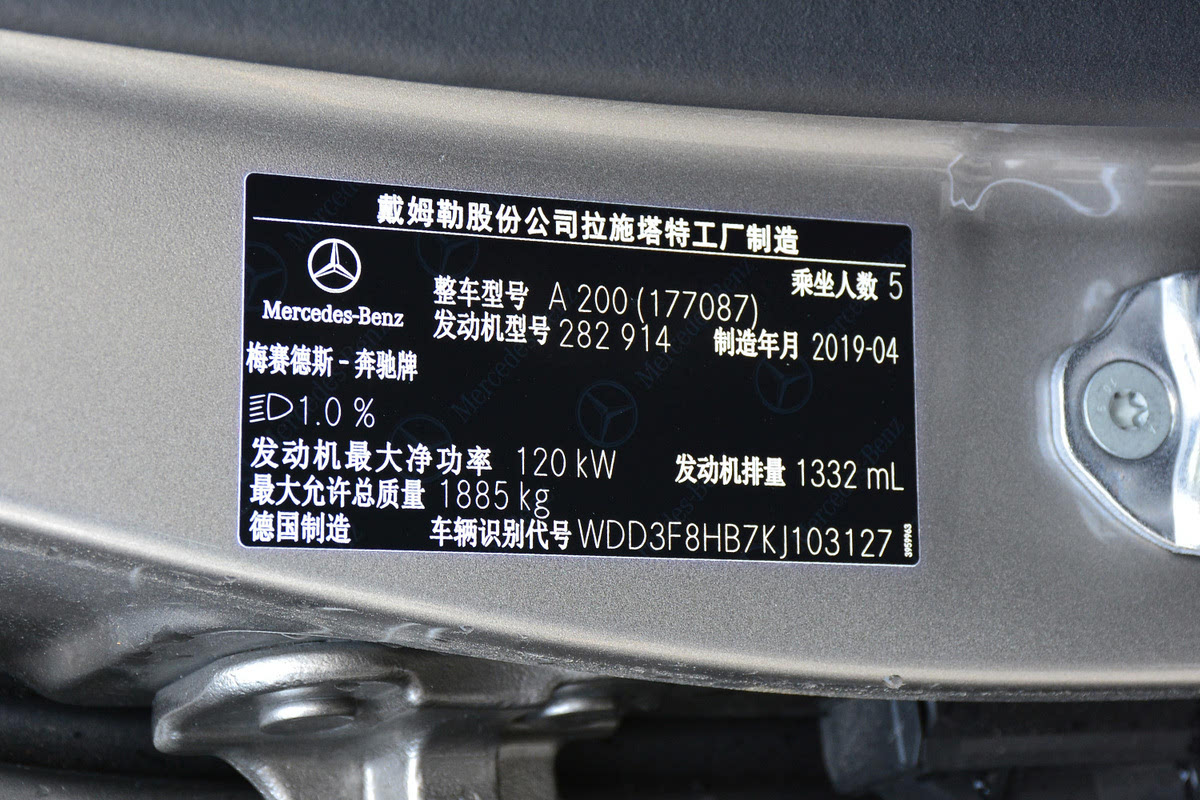 戴姆勒股份公司拉施塔特工厂制造
乘坐人数 5
Mercedes-Benz
整车型号 A 200 (177087)
发动机型号 282 914
制造年月 2019-04
梅赛德斯-奔驰牌
1.0 %
发动机最大净功率 120 kW
发动机排量 1332 mL
最大允许总质量 1885 kg
德国制造
车辆识别代号 WDD3F8HB7KJ103127
3959963